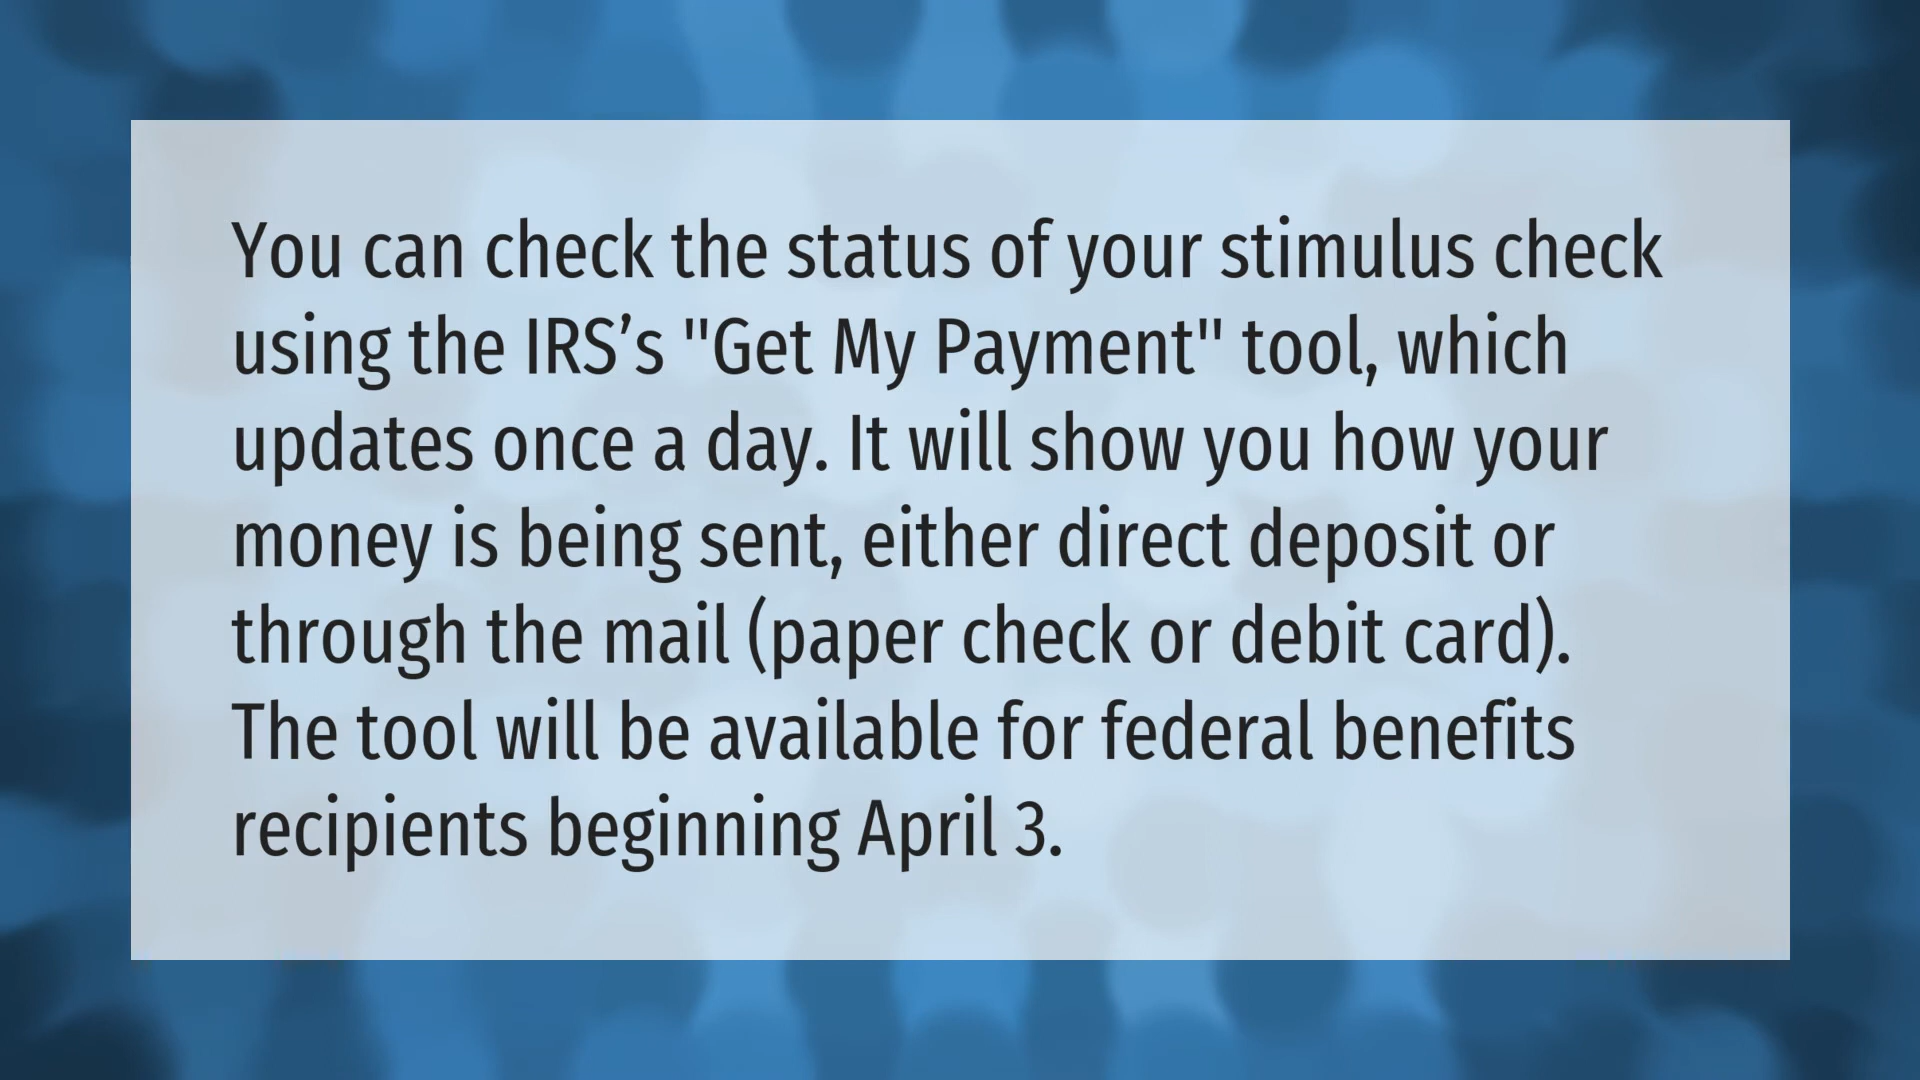 You can check the status of your stimulus check
using the IRS’s "Get My Payment" tool, which
updates once a day. It will show you how your
money is being sent, either direct deposit or
through the mail (paper check or debit card).
The tool will be available for federal benefits
recipients beginning April 3.